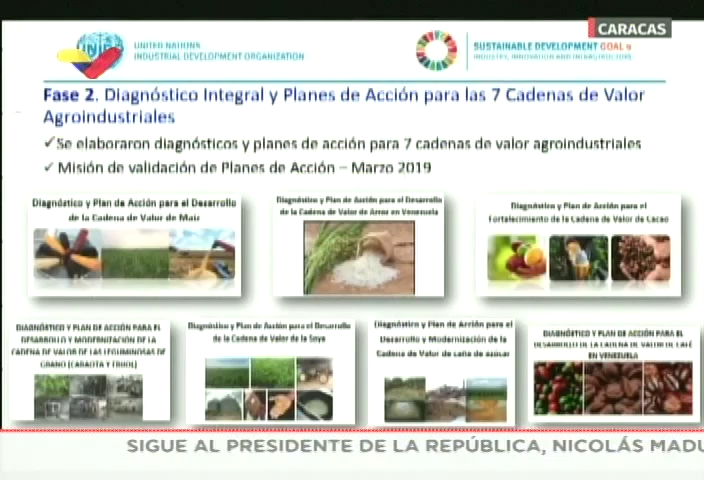 CARACAS
UNIDO
UNITED NATIONS
INDUSTRIAL DEVELOPMENT ORGANIZATION
SUSTAINABLE DEVELOPMENT GOAL 9
INDUSTRY, INNOVATION AND INFRASTRUCTURE
Fase 2. Diagnóstico Integral y Planes de Acción para las 7 Cadenas de Valor
Agroindustriales
✓Se elaboraron diagnósticos y planes de acción para 7 cadenas de valor agroindustriales
✓ Misión de validación de Planes de Acción – Marzo 2019
Diagnóstico y Plan de Acción para el Desarrollo
de la Cadena de Valor de Maíz
Diagnóstico y Plan de Acción para el Desarrollo
de la Cadena de Valor de Arroz en Venezuela
Diagnóstico y Plan de Acción para el
Fortalecimiento de la Cadena de Valor de Cacao
DIAGNÓSTICO Y PLAN DE ACCIÓN PARA EL
DESARROLLO Y MODERNIZACIÓN DE LA
CADENA DE VALOR DE LAS LEGUMINOSAS DE
GRANO (CARAOTA Y FRIJOL)
Diagnóstico y Plan de Acción para el Desarrollo
de la Cadena de Valor de la Soya
Diagnóstico y Plan de Acción para el
Desarrollo y Modernización de la
Cadena de Valor de caña de azúcar
DIAGNÓSTICO Y PLAN DE ACCIÓN PARA EL
DESARROLLO DE LA CADENA DE VALOR DE CAFÉ
EN VENEZUELA
SIGUE AL PRESIDENTE DE LA REPÚBLICA, NICOLÁS MADU